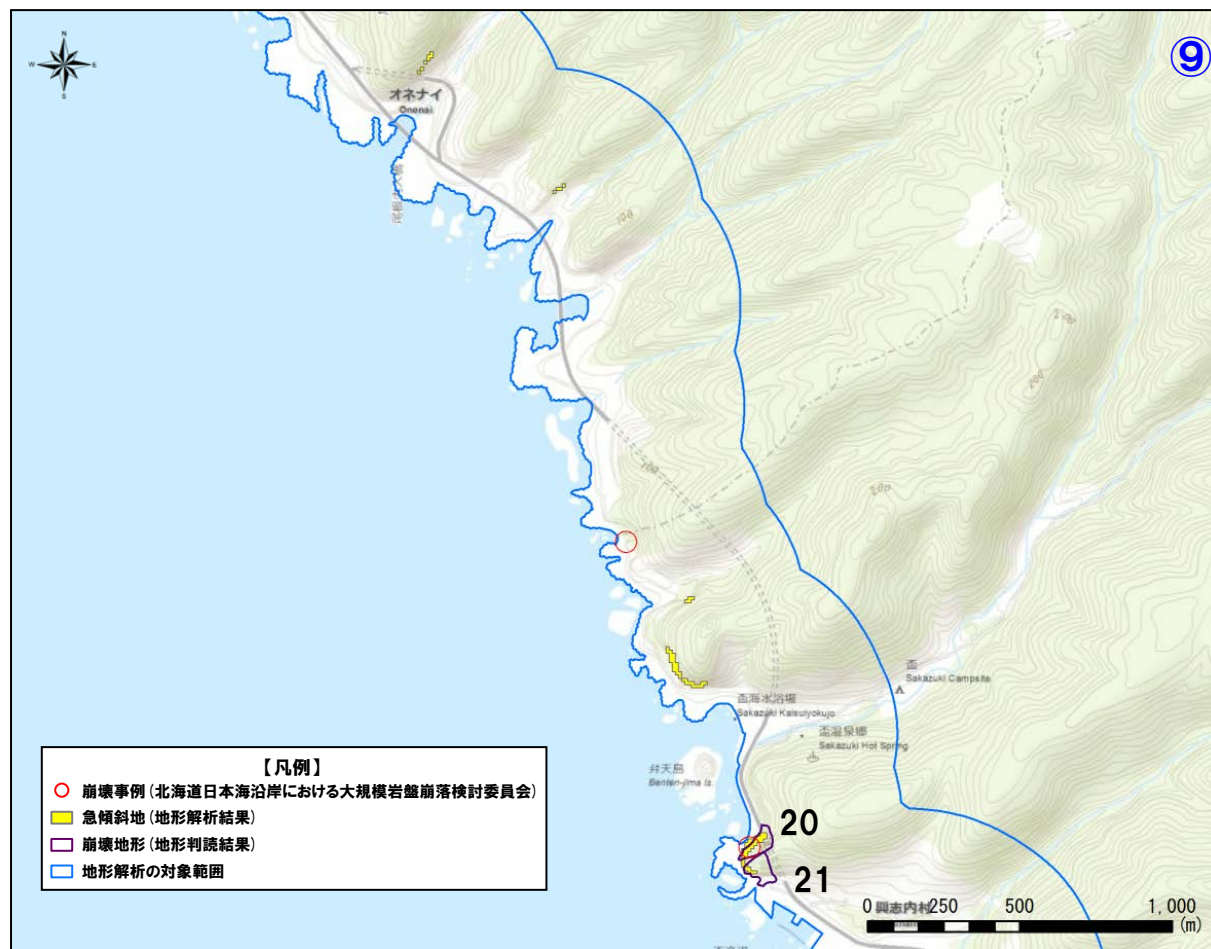 ⑨
N
W E
S
オネナイ
Onenai
100
200
100
200
200
盃
Sakazuki Campsite
盃海水浴場
Sakazuki Kaisuiyokujo
盃温泉郷
Sakazuki Hot Spring
弁天島
Benten-jima Is.
【凡例】
崩壊事例(北海道日本海沿岸における大規模岩盤崩落検討委員会)
急傾斜地(地形解析結果)
崩壊地形(地形判読結果)
地形解析の対象範囲
20
21
興志内村
0 250 500 1,000
(m)